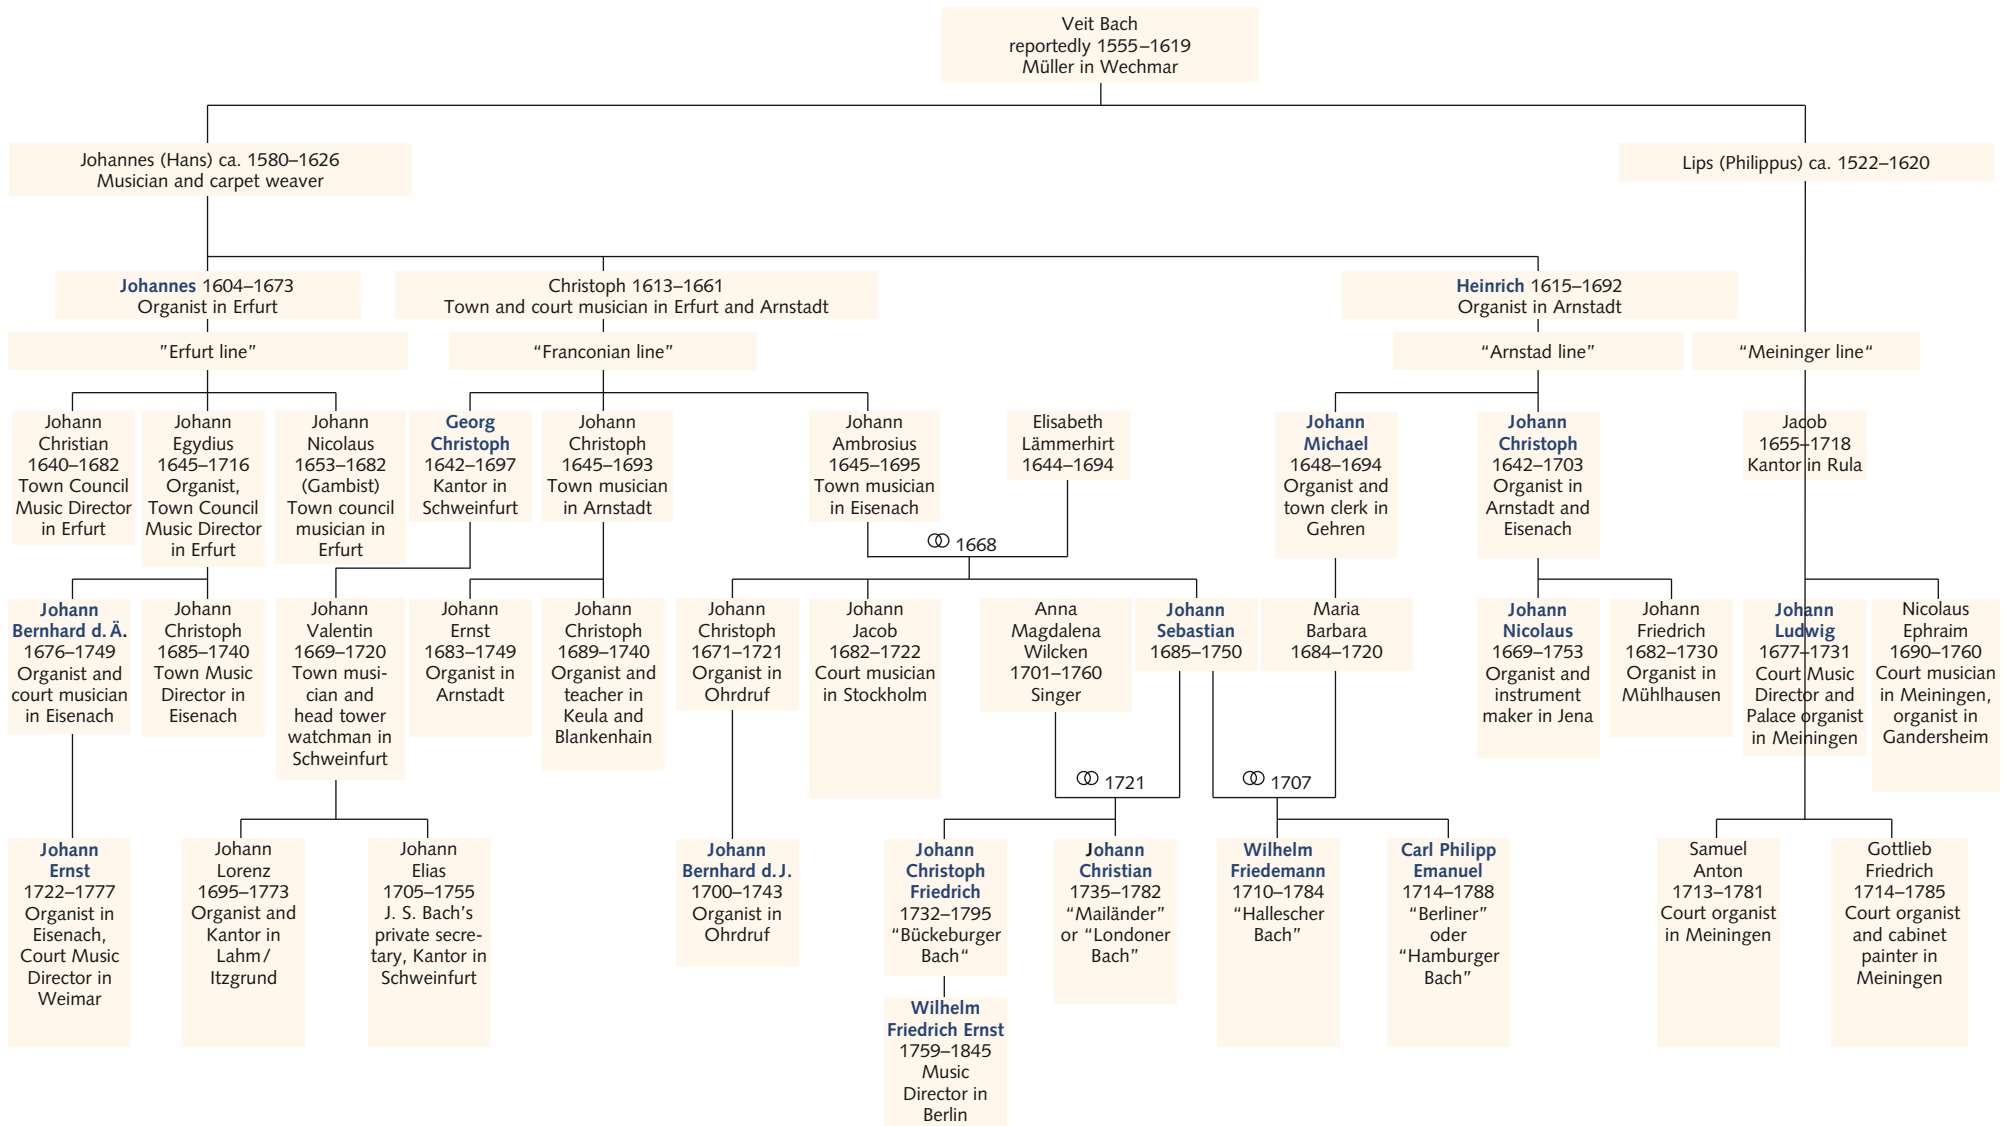 Veit Bach
reportedly 1555–1619
Müller in Wechmar
Johannes (Hans) ca. 1580–1626
Musician and carpet weaver
Lips (Philippus) ca. 1522–1620
Johannes 1604–1673
Organist in Erfurt
Christoph 1613–1661
Town and court musician in Erfurt and Arnstadt
Heinrich 1615–1692
Organist in Arnstadt
”Erfurt line”
“Franconian line”
“Arnstad line”
“Meininger line“
Johann
Christian
1640–1682
Town Council
Music Director
in Erfurt
Johann
Egydius
1645–1716
Organist,
Town Council
Music Director
in Erfurt
Johann
Nicolaus
1653–1682
(Gambist)
Town council
musician in
Erfurt
Georg
Christoph
1642–1697
Kantor in
Schweinfurt
Johann
Christoph
1645–1693
Town musician
in Arnstadt
Johann
Ambrosius
1645–1695
Town musician
in Eisenach
Elisabeth
Lämmerhirt
1644–1694
Johann
Michael
1648–1694
Organist and
town clerk in
Gehren
Johann
Christoph
1642–1703
Organist in
Arnstadt and
Eisenach
Jacob
1655–1718
Kantor in Rula
1668
Johann
Bernhard d. Ä.
1676–1749
Organist and
court musician
in Eisenach
Johann
Christoph
1685–1740
Town Music
Director in
Eisenach
Johann
Valentin
1669–1720
Town musi-
cian and
head tower
watchman in
Schweinfurt
Johann
Ernst
1683–1749
Organist in
Arnstadt
Johann
Christoph
1689–1740
Organist and
teacher in
Keula and
Blankenhain
Johann
Christoph
1671–1721
Organist in
Ohrdruf
Johann
Jacob
1682–1722
Court musician
in Stockholm
Anna
Magdalena
Wilcken
1701–1760
Singer
Johann
Sebastian
1685–1750
Maria
Barbara
1684–1720
Johann
Nicolaus
1669–1753
Organist and
instrument
maker in Jena
Johann
Friedrich
1682–1730
Organist in
Mühlhausen
Johann
Ludwig
1677–1731
Court Music
Director and
Palace organist
in Meiningen
Nicolaus
Ephraim
1690–1760
Court musician
in Meiningen,
organist in
Gandersheim
1721
1707
Johann
Ernst
1722–1777
Organist in
Eisenach,
Court Music
Director in
Weimar
Johann
Lorenz
1695–1773
Organist and
Kantor in
Lahm/
Itzgrund
Johann
Elias
1705–1755
J. S. Bach’s
private secre-
tary, Kantor in
Schweinfurt
Johann
Bernhard d. J.
1700–1743
Organist in
Ohrdruf
Johann
Christoph
Friedrich
1732–1795
“Bückeburger
Bach“
Johann
Christian
1735–1782
“Mailänder”
or “Londoner
Bach”
Wilhelm
Friedemann
1710–1784
“Hallescher
Bach”
Carl Philipp
Emanuel
1714–1788
“Berliner”
oder
“Hamburger
Bach”
Samuel
Anton
1713–1781
Court organist
in Meiningen
Gottlieb
Friedrich
1714–1785
Court organist
and cabinet
painter in
Meiningen
Wilhelm
Friedrich Ernst
1759–1845
Music
Director in
Berlin